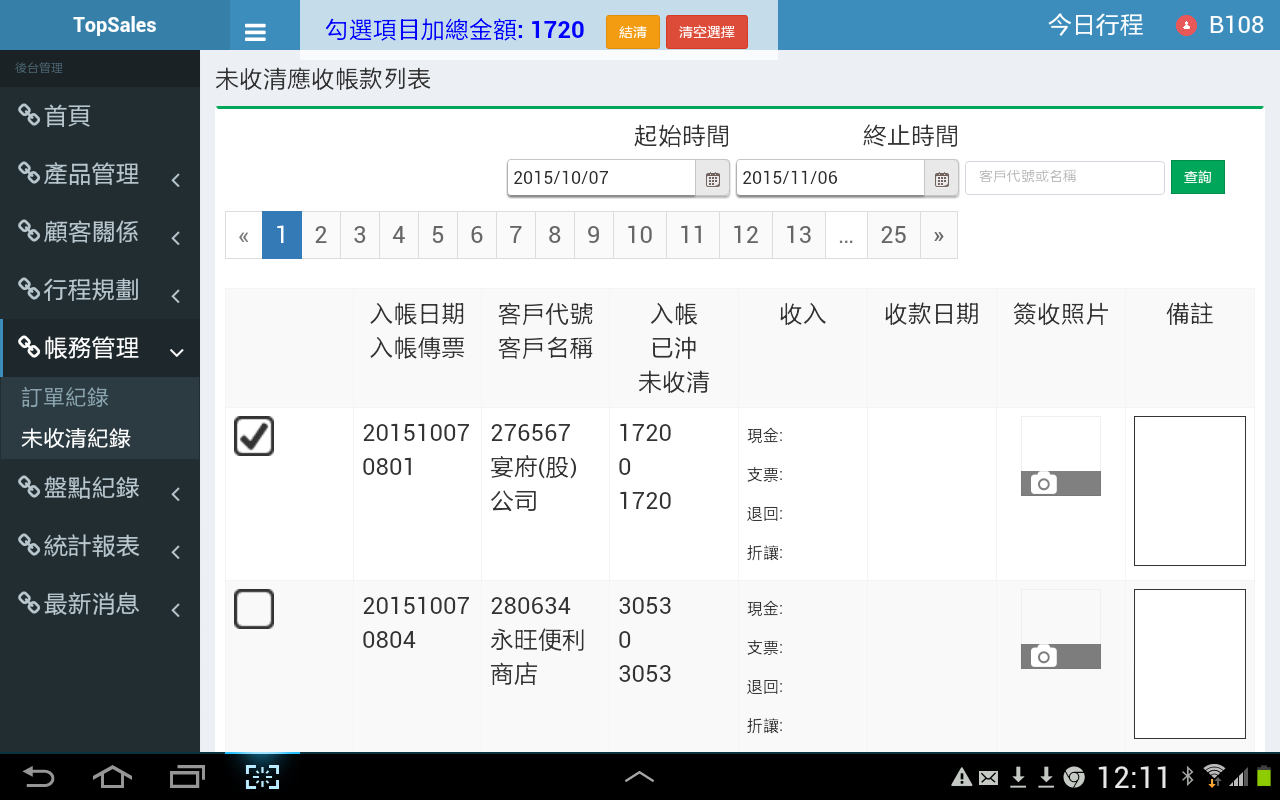 TopSales
勾選項目加總金額: 1720
結清
清空選擇
今日行程
B108
後台管理
首頁
產品管理
顧客關係
行程規劃
帳務管理
訂單紀錄
未收清紀錄
盤點紀錄
統計報表
最新消息
未收清應收帳款列表
起始時間
終止時間
2015/10/07
2015/11/06
客戶代號或名稱
查詢
« 1 2 3 4 5 6 7 8 9 10 11 12 13 ... 25 »
入帳日期
入帳傳票
客戶代號
客戶名稱
入帳
已沖
未收清
收入
收款日期
簽收照片
備註
20151007
0801
276567
宴府(股)
公司
1720
0
1720
現金:
支票:
退回:
折讓:
20151007
0804
280634
永旺便利
商店
3053
0
3053
現金:
支票:
退回:
折讓:
12:11